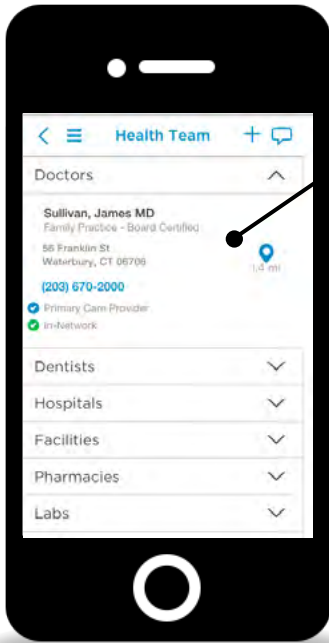 Health Team
Doctors
Sullivan, James MD
Family Practice - Board Certified
56 Franklin St
Waterbury, CT 06706
1.4 mi
(203) 670-2000
Primary Care Provider
In-Network
Dentists
Hospitals
Facilities
Pharmacies
Labs